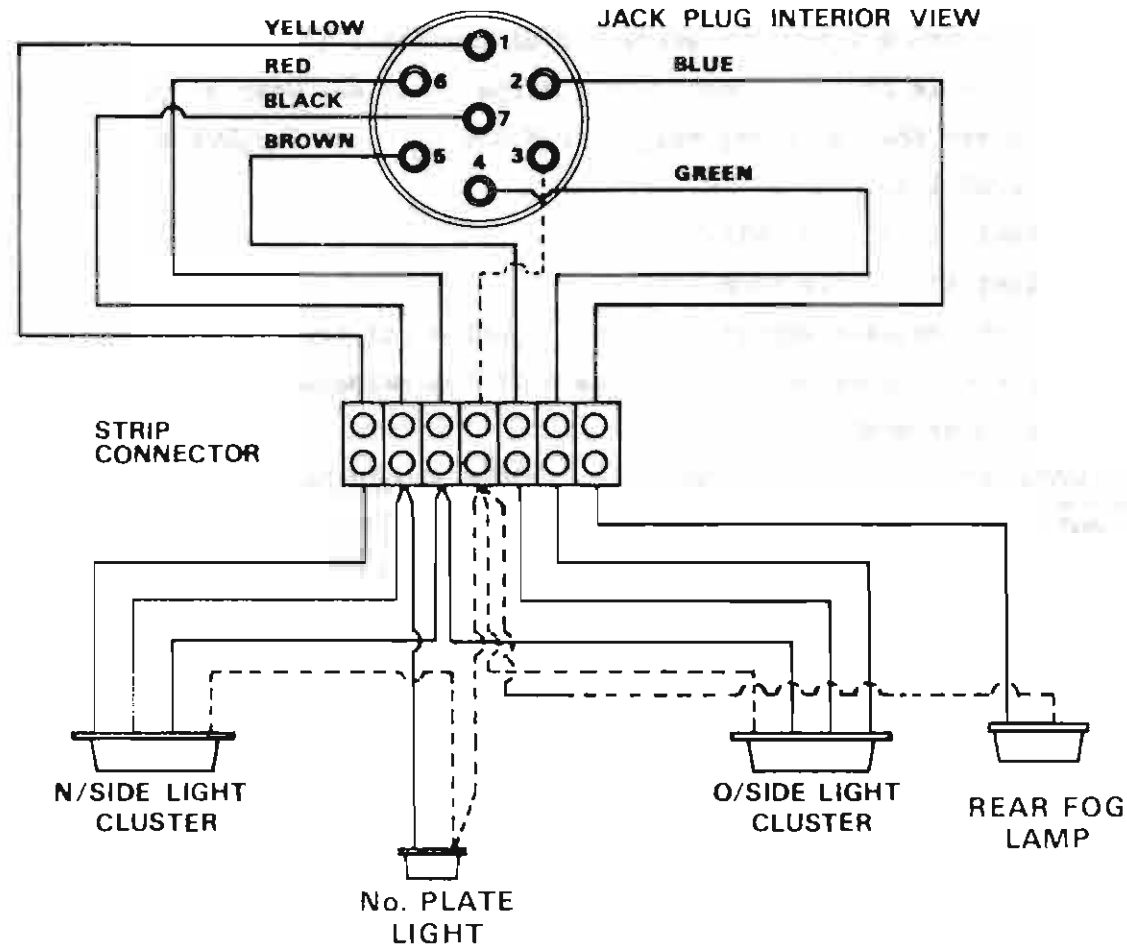 JACK PLUG INTERIOR VIEW
YELLOW
1
RED
6
2
BLUE
BLACK
7
BROWN
5
4
3
GREEN
STRIP
CONNECTOR
N/SIDE LIGHT
CLUSTER
O/SIDE LIGHT
CLUSTER
REAR FOG
LAMP
No. PLATE
LIGHT